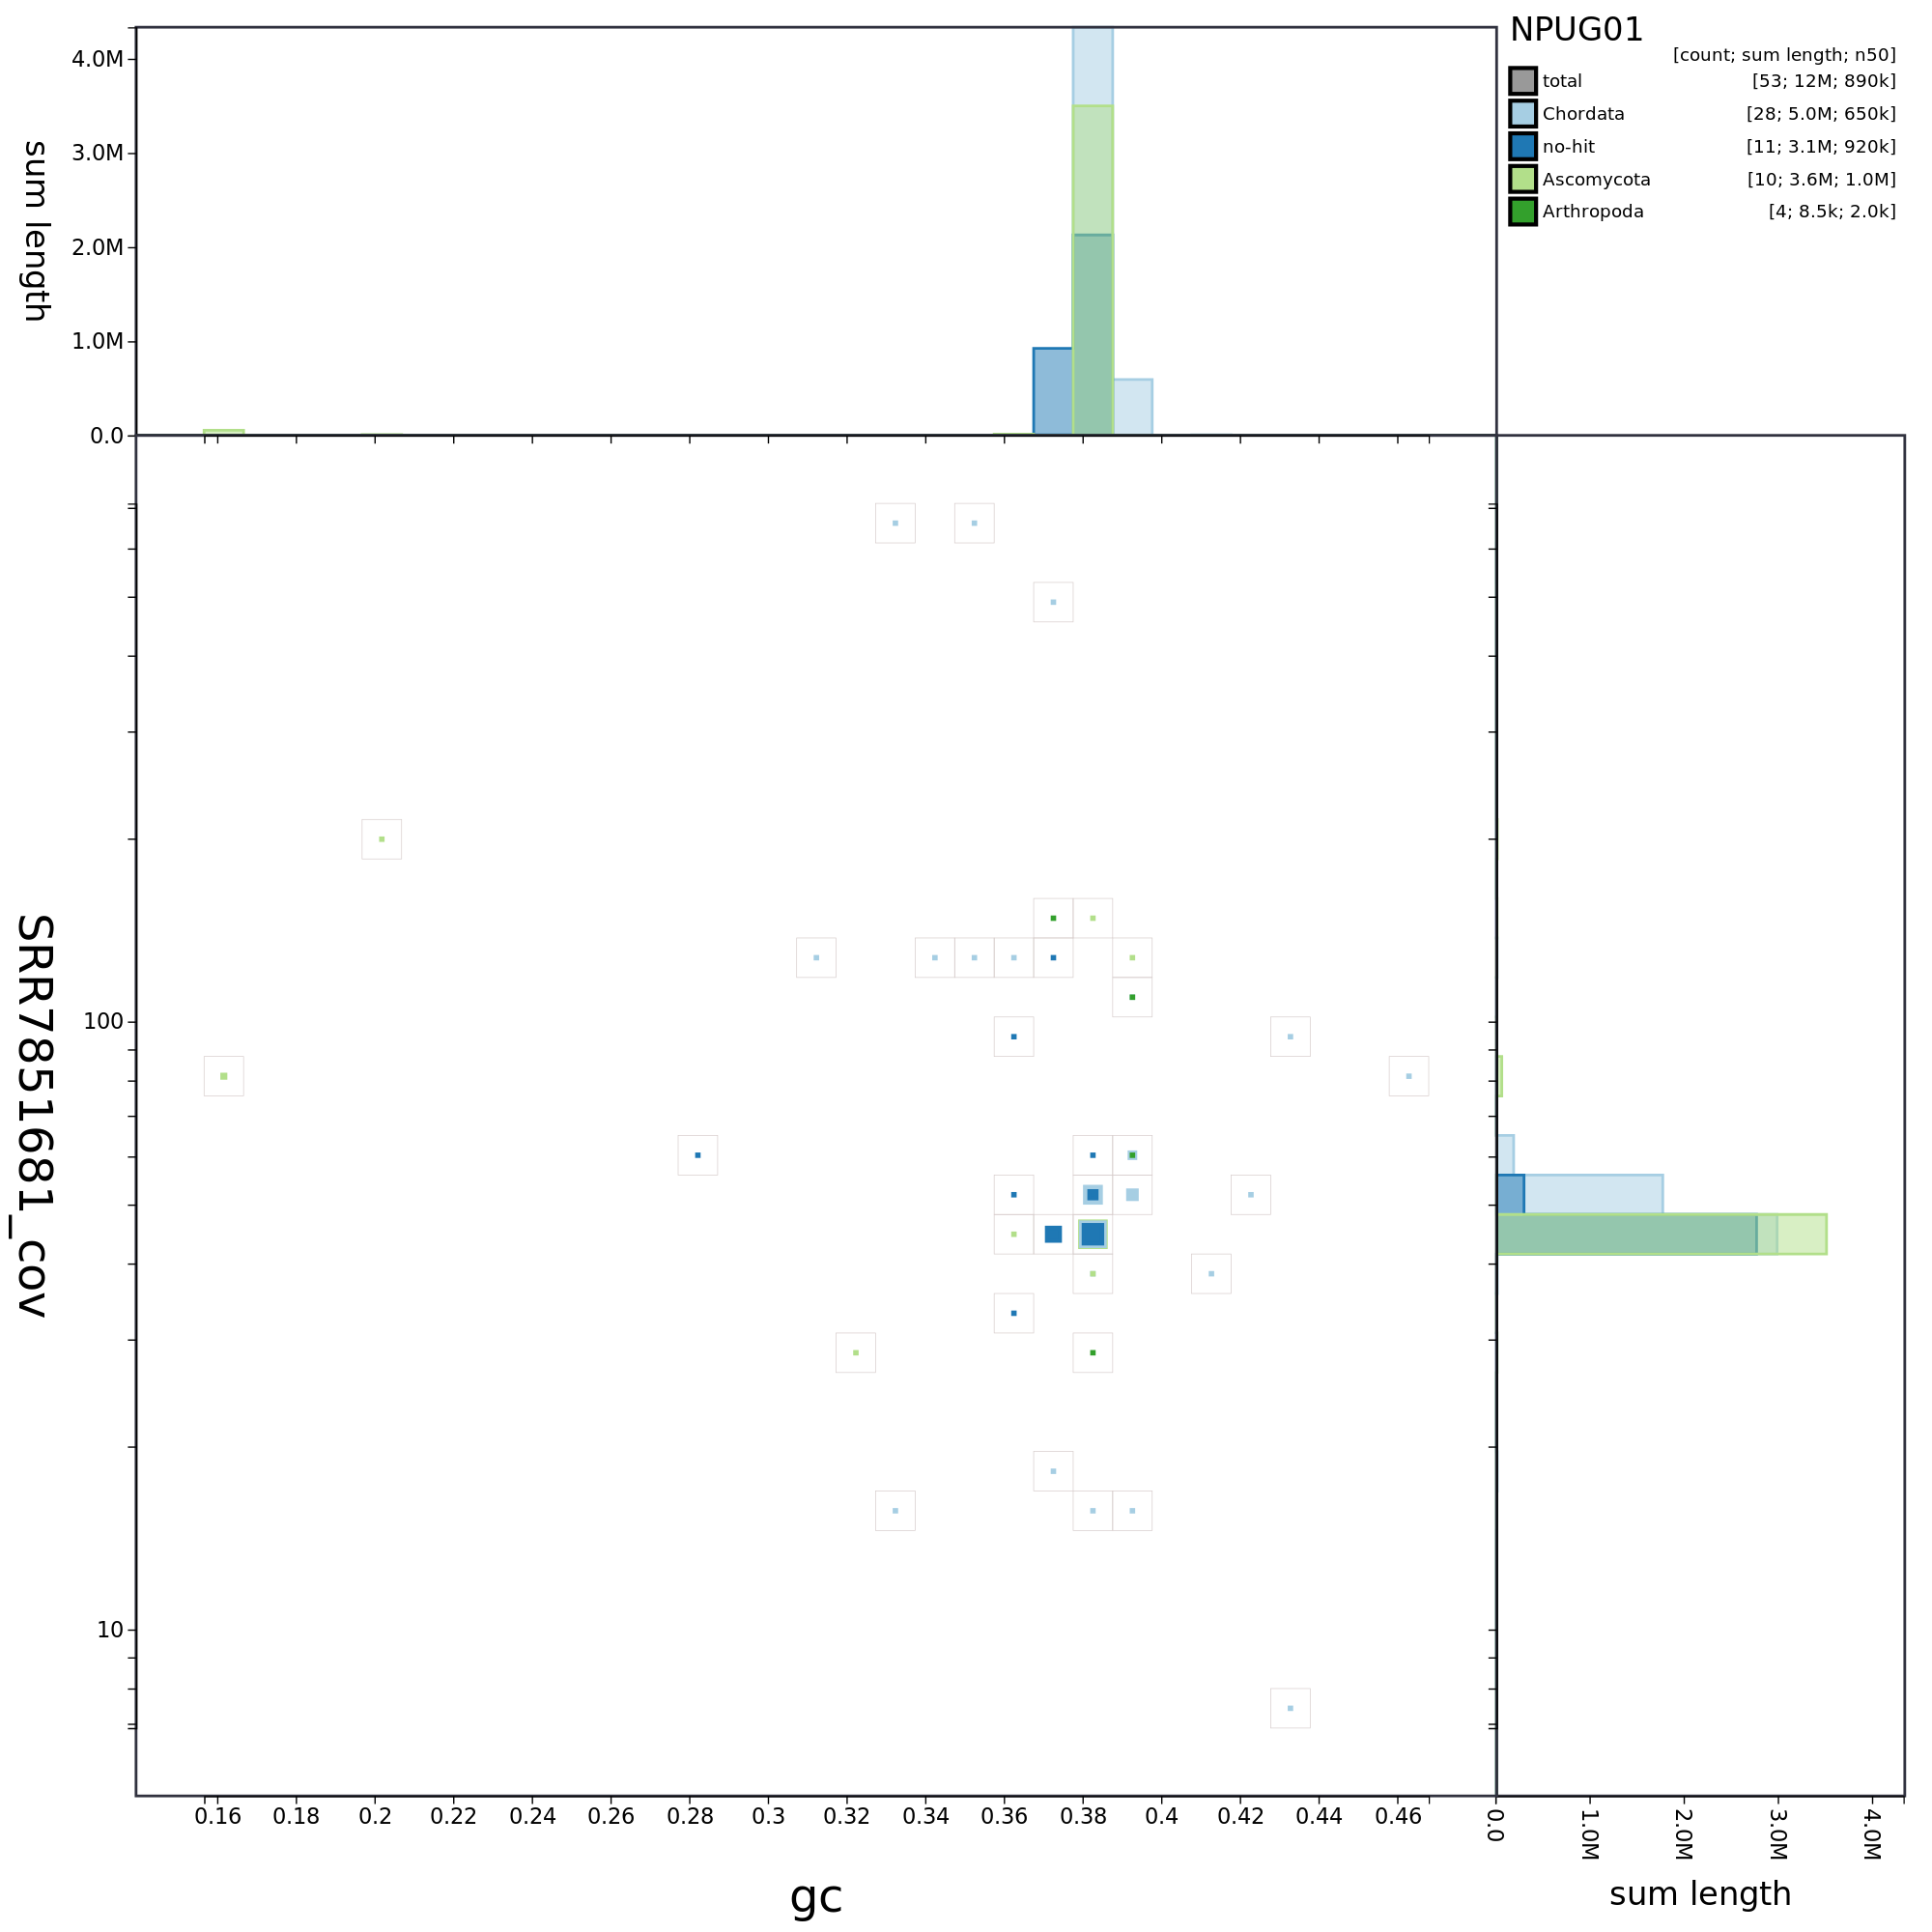 NPUG01
[count; sum length; n50]
total [53; 12M; 890k]
Chordata [28; 5.0M; 650k]
no-hit [11; 3.1M; 920k]
Ascomycota [10; 3.6M; 1.0M]
Arthropoda [4; 8.5k; 2.0k]
sum length
4.0M
3.0M
2.0M
1.0M
0.0
SRR7851681_cov
100
10
0.16 0.18 0.2 0.22 0.24 0.26 0.28 0.3 0.32 0.34 0.36 0.38 0.4 0.42 0.44 0.46
gc
0.0 1.0M 2.0M 3.0M 4.0M
sum length